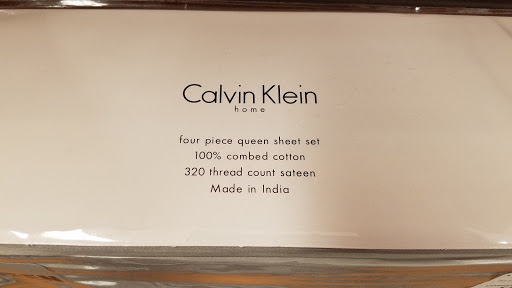 Calvin Klein
home
four piece queen sheet set
100% combed cotton
320 thread count sateen
Made in India